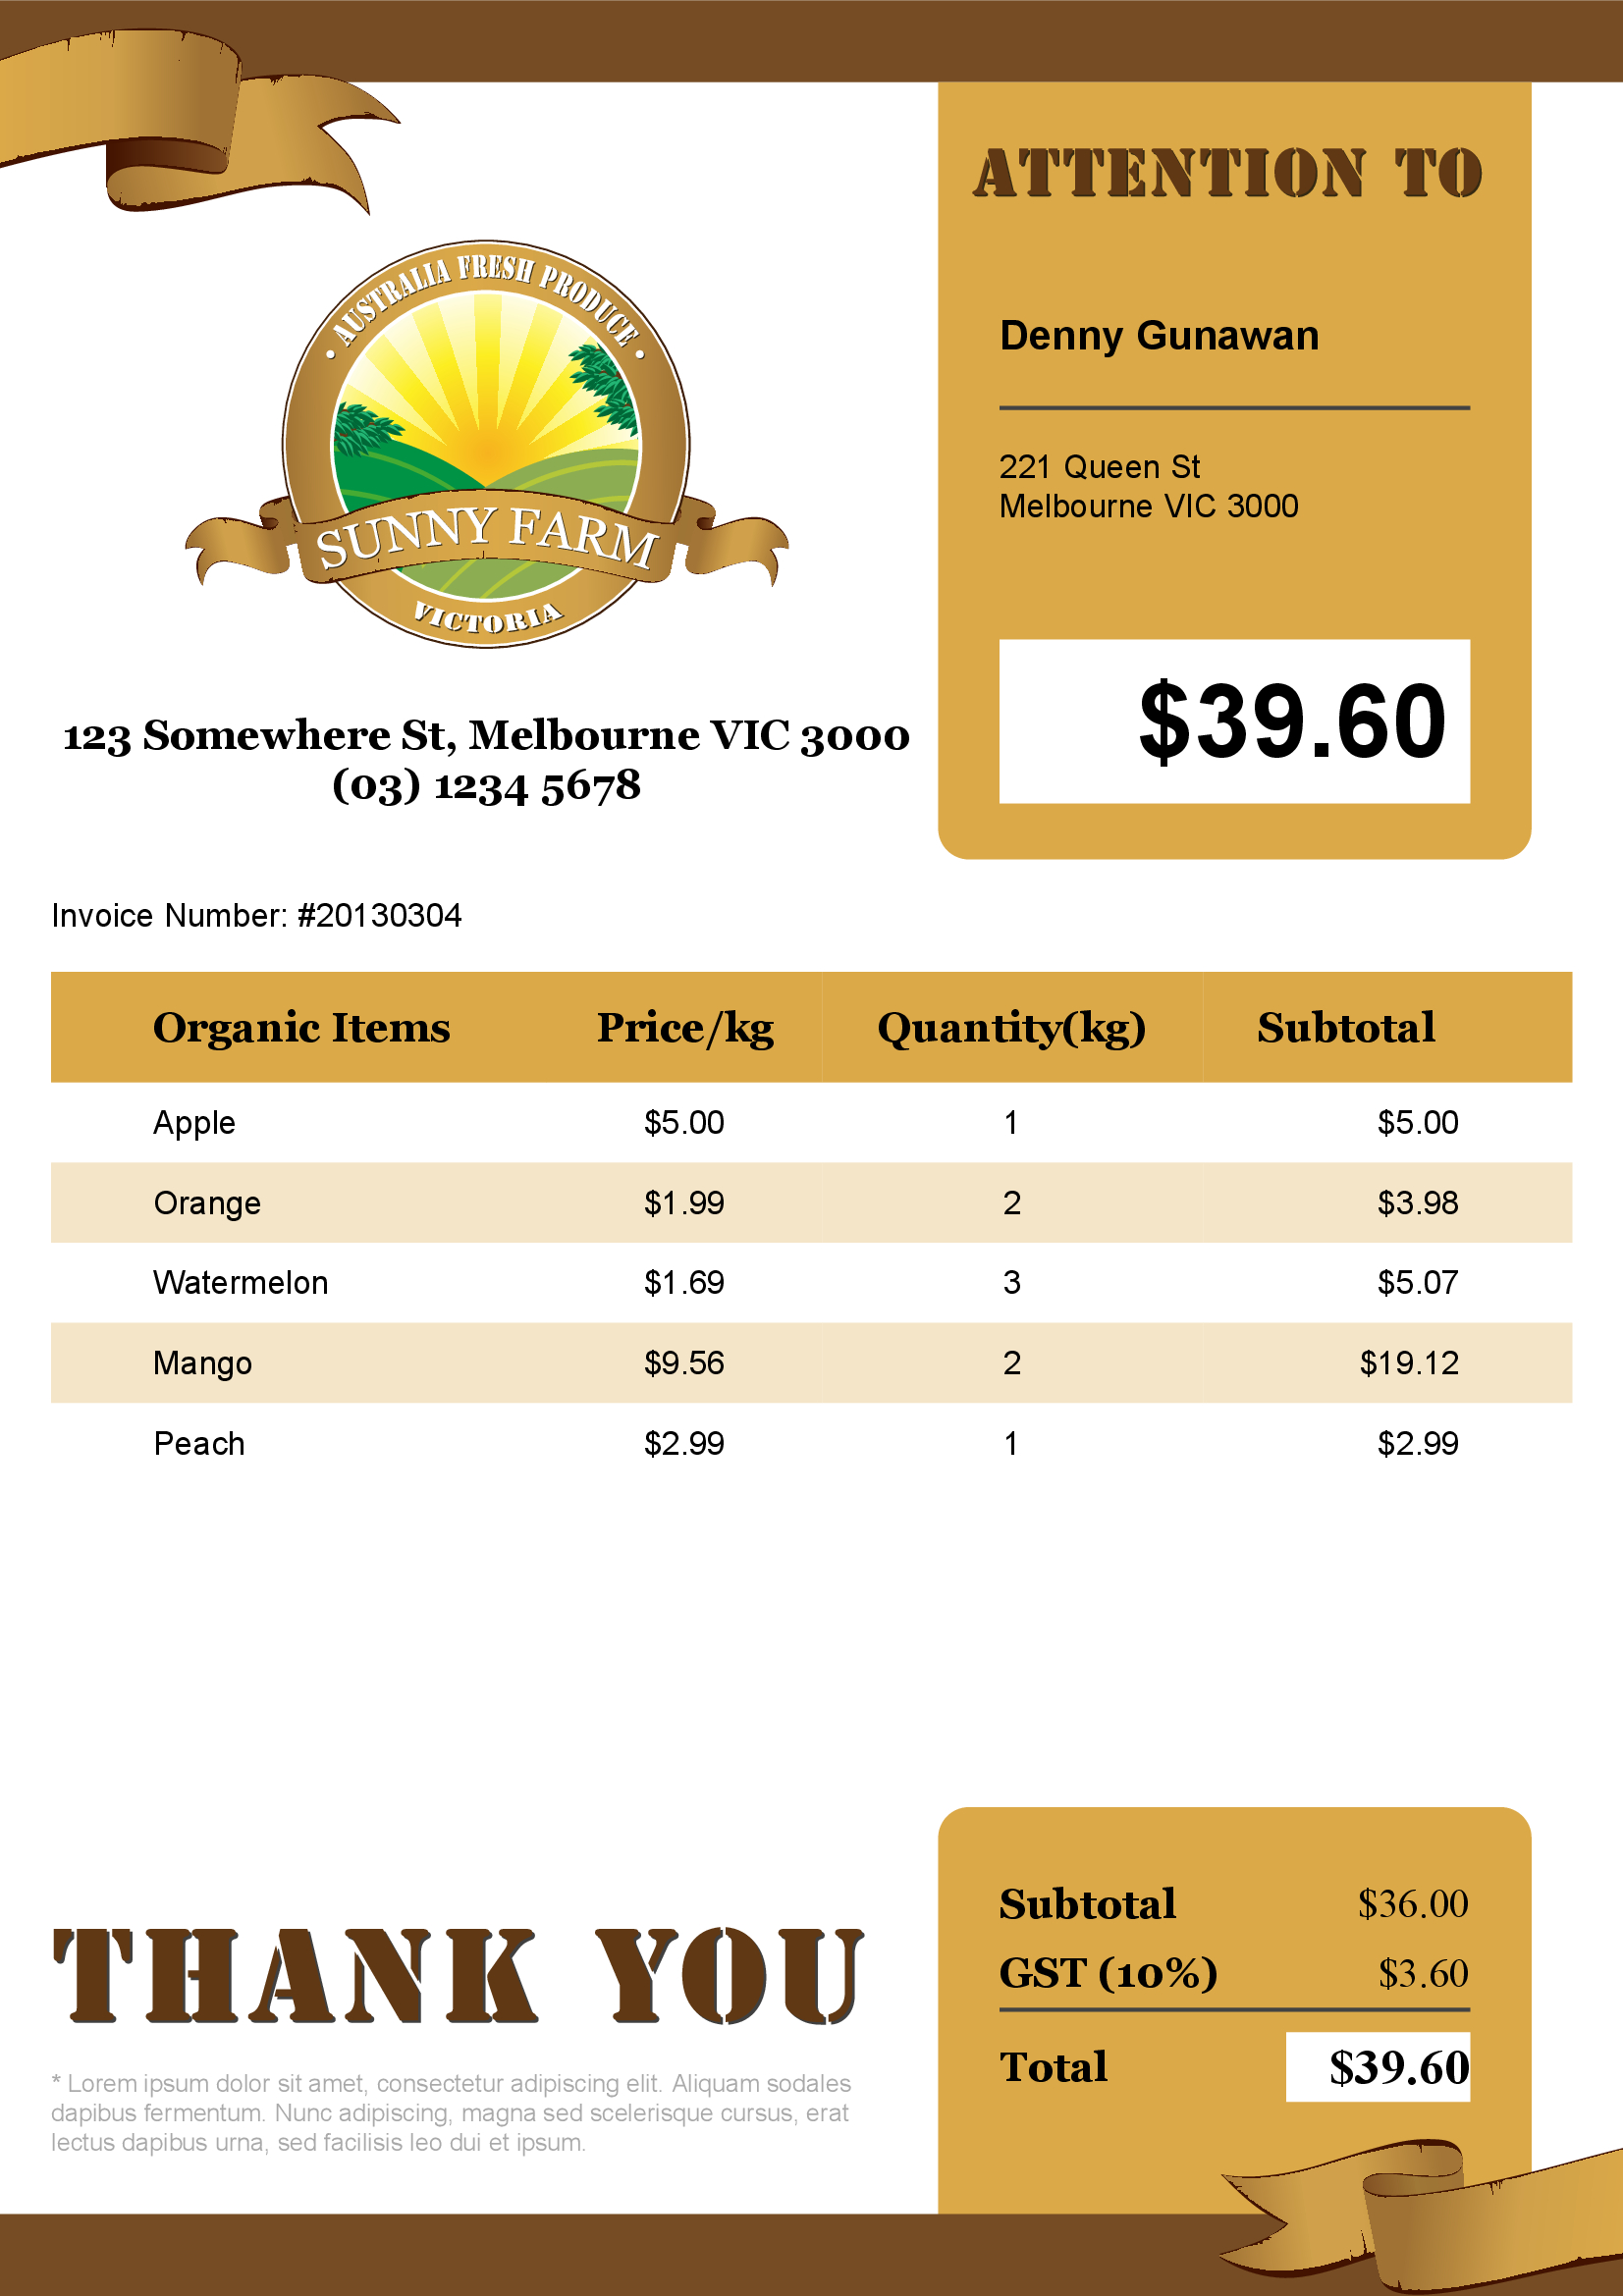 AUSTRALIA FRESH PRODUCE
SUNNY FARM
VICTORIA
123 Somewhere St, Melbourne VIC 3000
(03) 1234 5678
ATTENTION TO
Denny Gunawan
221 Queen St
Melbourne VIC 3000
$39.60
Invoice Number: #20130304
Organic Items Price/kg Quantity(kg) Subtotal
Apple $5.00 1 $5.00
Orange $1.99 2 $3.98
Watermelon $1.69 3 $5.07
Mango $9.56 2 $19.12
Peach $2.99 1 $2.99
THANK YOU
* Lorem ipsum dolor sit amet, consectetur adipiscing elit. Aliquam sodales
dapibus fermentum. Nunc adipiscing, magna sed scelerisque cursus, erat
lectus dapibus urna, sed facilisis leo dui et ipsum.
Subtotal $36.00
GST (10%) $3.60
Total $39.60